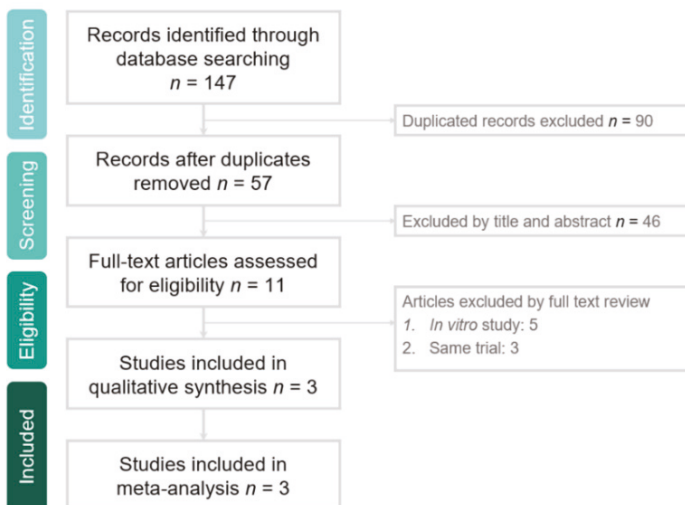 Identification
Records identified through
database searching
n = 147
Duplicated records excluded n = 90
Screening
Records after duplicates
removed n = 57
Excluded by title and abstract n = 46
Eligibility
Full-text articles assessed
for eligibility n = 11
Articles excluded by full text review
1. In vitro study: 5
2. Same trial: 3
Studies included in
qualitative synthesis n = 3
Included
Studies included in
meta-analysis n = 3